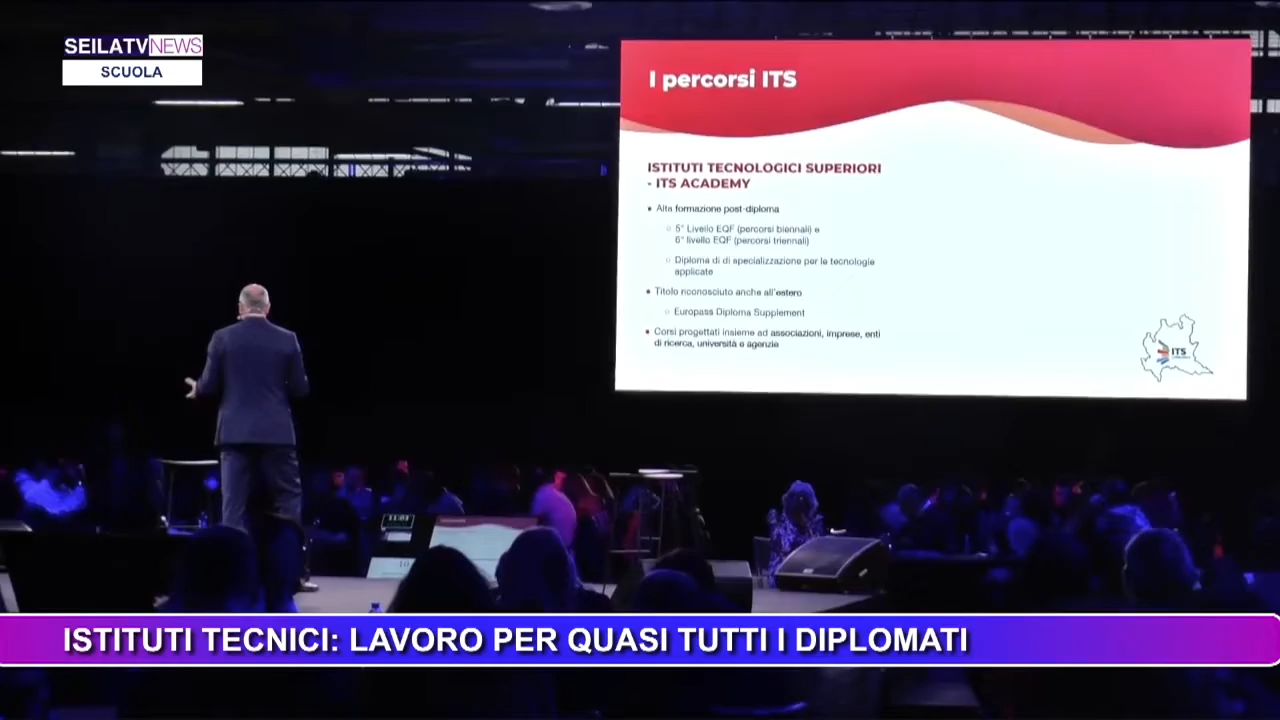 SEILATVNEWS
SCUOLA
I percorsi ITS
ISTITUTI TECNOLOGICI SUPERIORI
- ITS ACADEMY
• Alta formazione post-diploma
○ 5° Livello EQF (percorsi biennali) e
6° livello EQF (percorsi triennali)
○ Diploma di di specializzazione per le tecnologie
applicate
• Titolo riconosciuto anche all'estero
○ Europass Diploma Supplement
• Corsi progettati insieme ad associazioni, imprese, enti
di ricerca, università e agenzie
ITS
ISTITUTI TECNICI: LAVORO PER QUASI TUTTI I DIPLOMATI